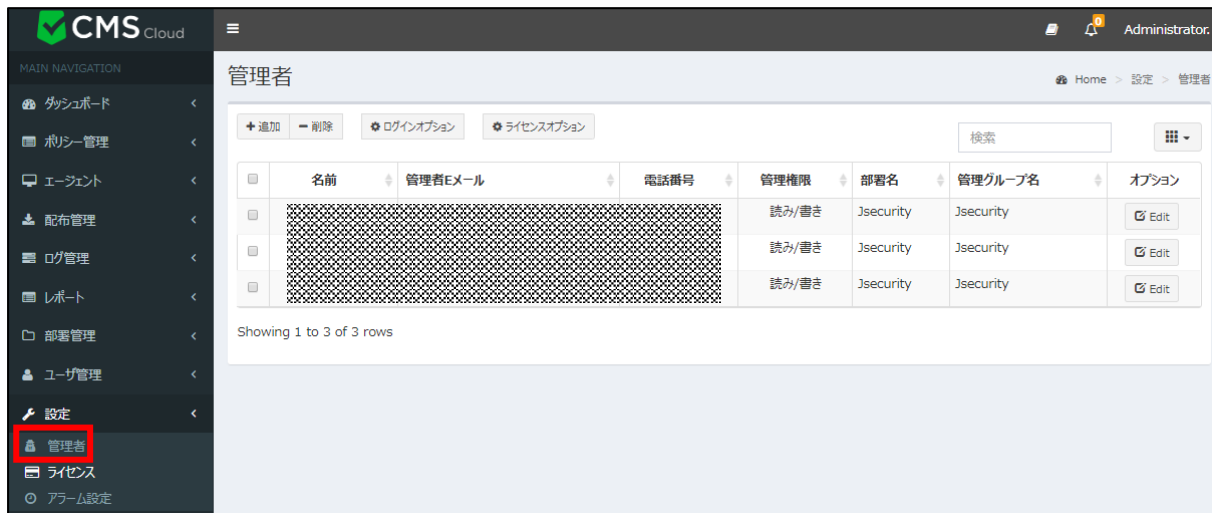 CMS Cloud
0
Administrator.
MAIN NAVIGATION
管理者
Home > 設定 > 管理者
ダッシュボード
ポリシー管理
エージェント
配布管理
ログ管理
レポート
部署管理
ユーザ管理
設定
管理者
ライセンス
アラーム設定
追加 削除 ログインオプション ライセンスオプション
検索
名前 管理者Eメール 電話番号 管理権限 部署名 管理グループ名 オプション
読み/書き Jsecurity Jsecurity Edit
読み/書き Jsecurity Jsecurity Edit
読み/書き Jsecurity Jsecurity Edit
Showing 1 to 3 of 3 rows